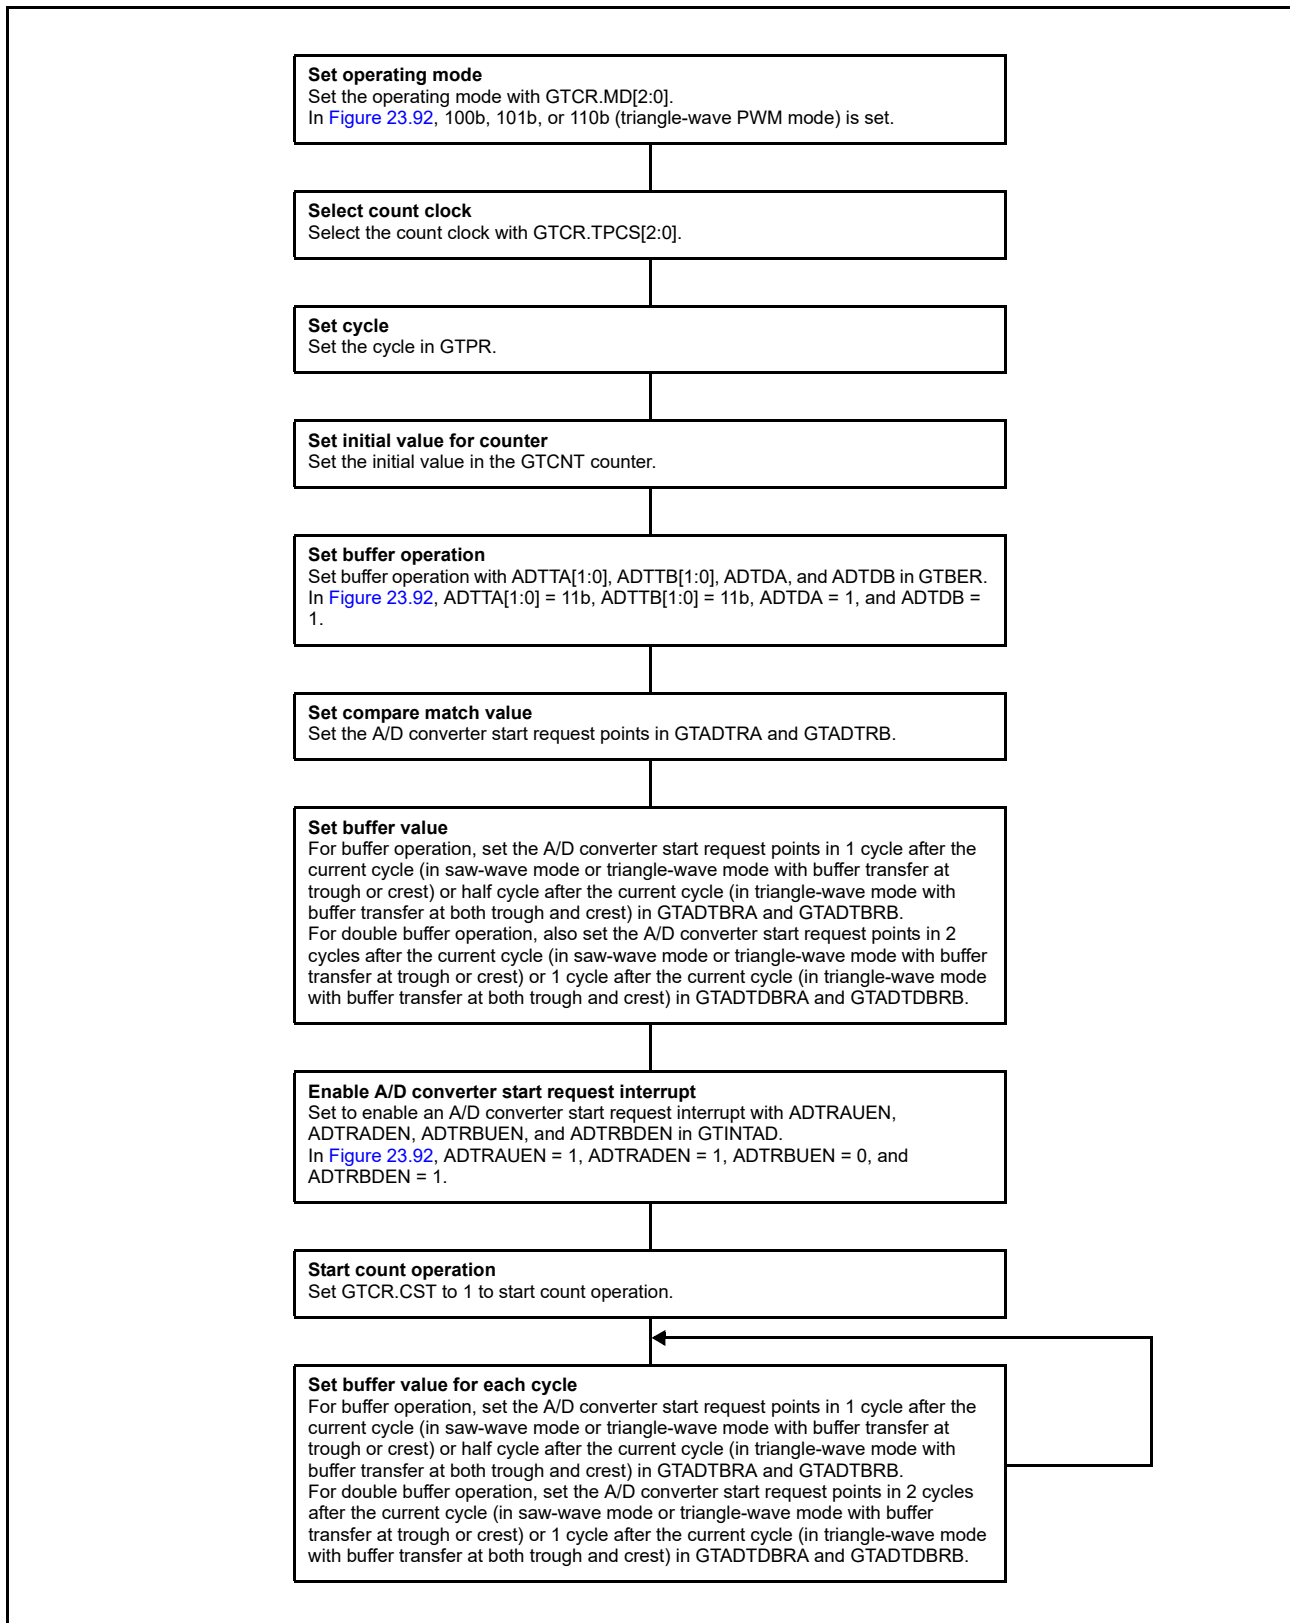 Set operating mode
Set the operating mode with GTCR.MD[2:0].
In Figure 23.92, 100b, 101b, or 110b (triangle-wave PWM mode) is set.
Select count clock
Select the count clock with GTCR.TPCS[2:0].
Set cycle
Set the cycle in GTPR.
Set initial value for counter
Set the initial value in the GTCNT counter.
Set buffer operation
Set buffer operation with ADTTA[1:0], ADTTB[1:0], ADTDA, and ADTDB in GTBER.
In Figure 23.92, ADTTA[1:0] = 11b, ADTTB[1:0] = 11b, ADTDA = 1, and ADTDB =
1.
Set compare match value
Set the A/D converter start request points in GTADTRA and GTADTRB.
Set buffer value
For buffer operation, set the A/D converter start request points in 1 cycle after the
current cycle (in saw-wave mode or triangle-wave mode with buffer transfer at
trough or crest) or half cycle after the current cycle (in triangle-wave mode with
buffer transfer at both trough and crest) in GTADTBRA and GTADTBRB.
For double buffer operation, also set the A/D converter start request points in 2
cycles after the current cycle (in saw-wave mode or triangle-wave mode with buffer
transfer at trough or crest) or 1 cycle after the current cycle (in triangle-wave mode
with buffer transfer at both trough and crest) in GTADTDBRA and GTADTDBRB.
Enable A/D converter start request interrupt
Set to enable an A/D converter start request interrupt with ADTRAUEN,
ADTRADEN, ADTRBUEN, and ADTRBDEN in GTINTAD.
In Figure 23.92, ADTRAUEN = 1, ADTRADEN = 1, ADTRBUEN = 0, and
ADTRBDEN = 1.
Start count operation
Set GTCR.CST to 1 to start count operation.
Set buffer value for each cycle
For buffer operation, set the A/D converter start request points in 1 cycle after the
current cycle (in saw-wave mode or triangle-wave mode with buffer transfer at
trough or crest) or half cycle after the current cycle (in triangle-wave mode with
buffer transfer at both trough and crest) in GTADTBRA and GTADTBRB.
For double buffer operation, set the A/D converter start request points in 2 cycles
after the current cycle (in saw-wave mode or triangle-wave mode with buffer
transfer at trough or crest) or 1 cycle after the current cycle (in triangle-wave mode
with buffer transfer at both trough and crest) in GTADTDBRA and GTADTDBRB.